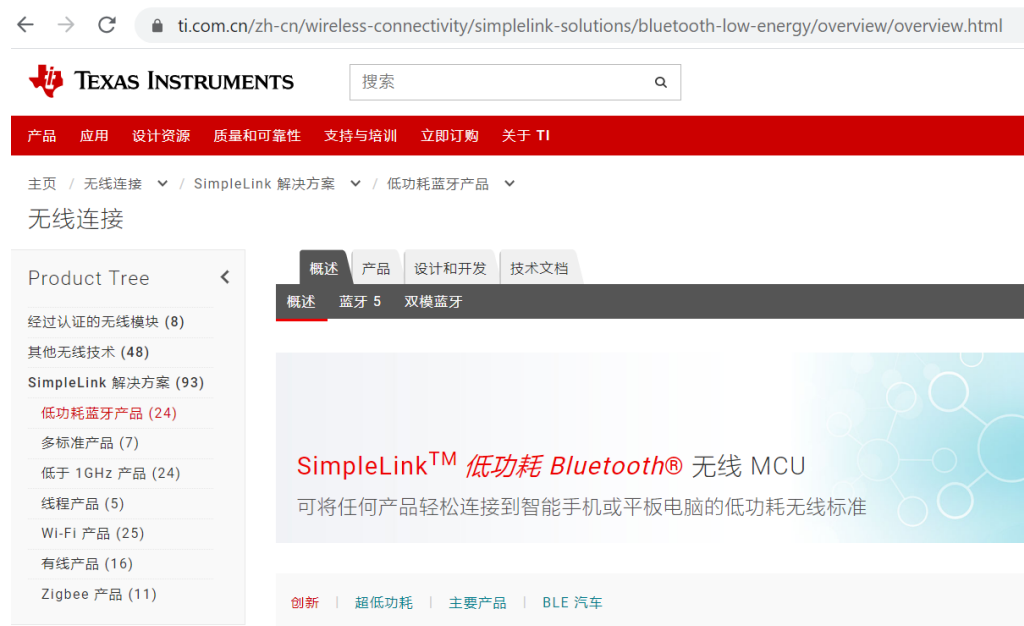 ti.com.cn/zh-cn/wireless-connectivity/simplelink-solutions/bluetooth-low-energy/overview/overview.html
TEXAS INSTRUMENTS
搜索
产品 应用 设计资源 质量和可靠性 支持与培训 立即订购 关于 TI
主页 / 无线连接 / SimpleLink 解决方案 / 低功耗蓝牙产品
无线连接
Product Tree
经过认证的无线模块 (8)
其他无线技术 (48)
SimpleLink 解决方案 (93)
低功耗蓝牙产品 (24)
多标准产品 (7)
低于 1GHz 产品 (24)
线程产品 (5)
Wi-Fi 产品 (25)
有线产品 (16)
Zigbee 产品 (11)
概述 产品 设计和开发 技术文档
概述 蓝牙 5 双模蓝牙
SimpleLink™ 低功耗 Bluetooth® 无线 MCU
可将任何产品轻松连接到智能手机或平板电脑的低功耗无线标准
创新 | 超低功耗 | 主要产品 | BLE 汽车